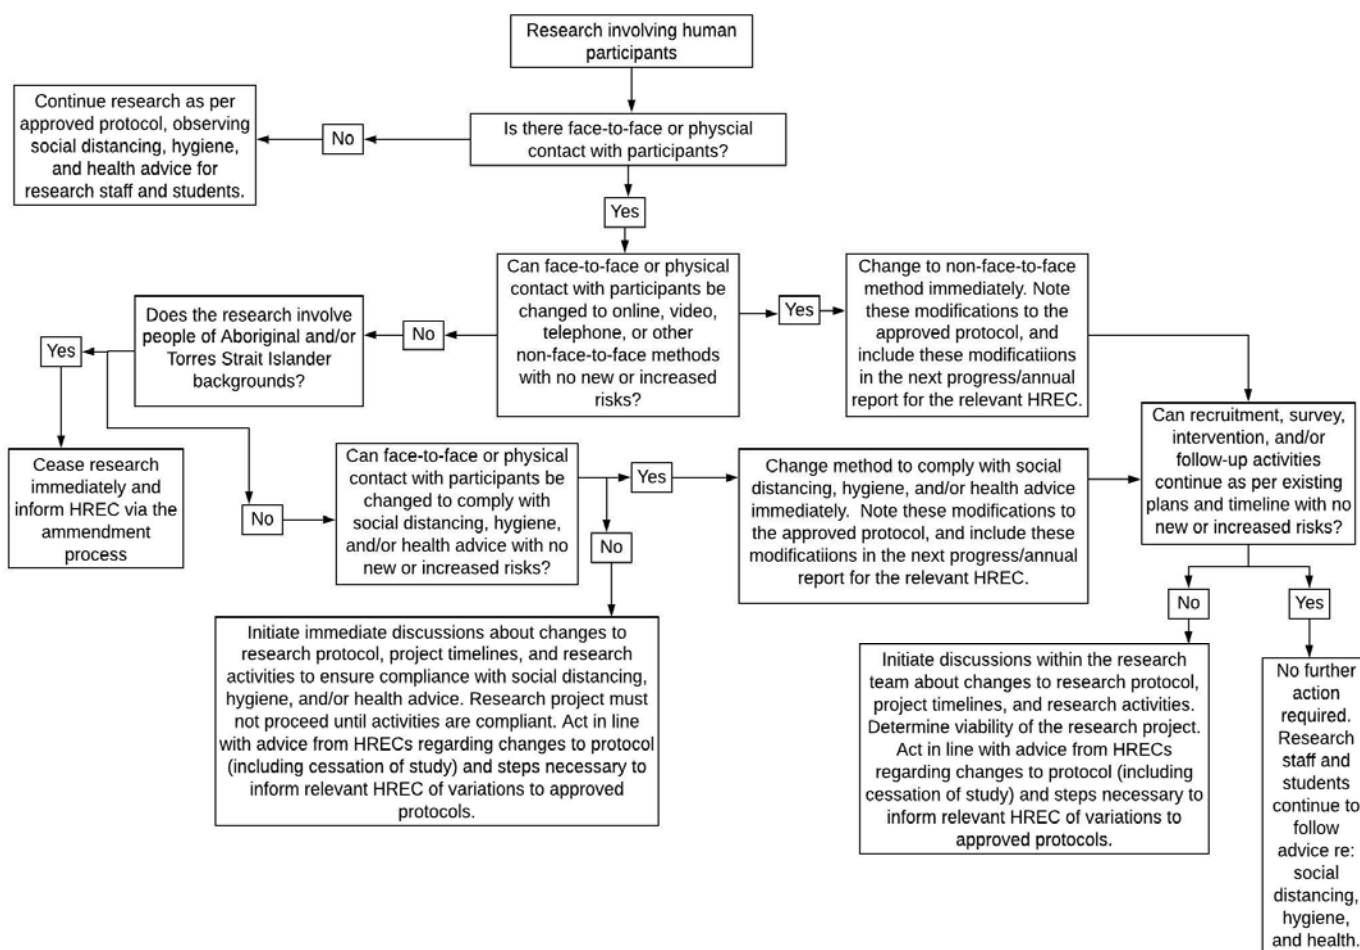 Research involving human
participants
Continue research as per
approved protocol, observing
social distancing, hygiene,
and health advice for
research staff and students.
No
Is there face-to-face or physcial
contact with participants?
Yes
Can face-to-face or physical
contact with participants be
changed to online, video,
telephone, or other
non-face-to-face methods
with no new or increased
risks?
Yes
Change to non-face-to-face
method immediately. Note
these modifications to the
approved protocol, and
include these modificatiions
in the next progress/annual
report for the relevant HREC.
No
Does the research involve
people of Aboriginal and/or
Torres Strait Islander
backgrounds?
Yes
Cease research
immediately and
inform HREC via the
ammendment
process
No
Can face-to-face or physical
contact with participants
be changed to comply with
social distancing, hygiene,
and/or health advice with no
new or increased risks?
Yes
Change method to comply with social
distancing, hygiene, and/or health advice
immediately. Note these modifications to
the approved protocol, and include these
modificatiions in the next progress/annual
report for the relevant HREC.
No
Initiate immediate discussions about changes to
research protocol, project timelines, and research
activities to ensure compliance with social distancing,
hygiene, and/or health advice. Research project must
not proceed until activities are compliant. Act in line
with advice from HRECs regarding changes to protocol
(including cessation of study) and steps necessary to
inform relevant HREC of variations to approved
protocols.
Can recruitment, survey,
intervention, and/or
follow-up activities
continue as per existing
plans and timeline with no
new or increased risks?
No
Initiate discussions within the research
team about changes to research protocol,
project timelines, and research activities.
Determine viability of the research project.
Act in line with advice from HRECs
regarding changes to protocol (including
cessation of study) and steps necessary to
inform relevant HREC of variations to
approved protocols.
Yes
No further
action
required.
Research
staff and
students
continue to
follow
advice re:
social
distancing,
hygiene,
and health.